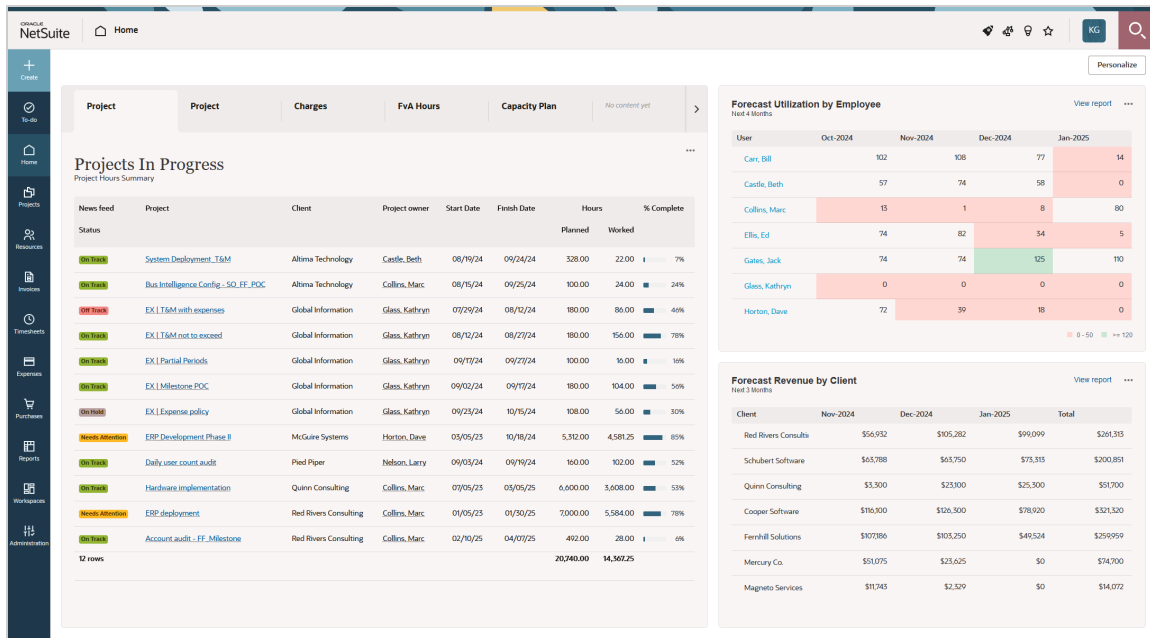 ORACLE
NetSuite
Home
KG
Personalize
Create
To-do
Home
Projects
Resources
Invoices
Timesheets
Expenses
Purchases
Reports
Workspaces
Administration
Project Project Charges FvA Hours Capacity Plan No content yet
Projects In Progress
Project Hours Summary
News feed Project Client Project owner Start Date Finish Date Hours % Complete
Status Planned Worked
On Track System Deployment_T&M Altima Technology Castle, Beth 08/19/24 09/24/24 328.00 22.00 7%
On Track Bus Intelligence Config - SO_FF_POC Altima Technology Collins, Marc 08/15/24 09/25/24 100.00 24.00 24%
Off Track EX | T&M with expenses Global Information Glass, Kathryn 07/29/24 08/12/24 180.00 86.00 46%
On Track EX | T&M not to exceed Global Information Glass, Kathryn 08/12/24 08/27/24 180.00 156.00 78%
On Track EX | Partial Periods Global Information Glass, Kathryn 09/17/24 09/27/24 100.00 16.00 16%
On Track EX | Milestone POC Global Information Glass, Kathryn 09/02/24 09/17/24 180.00 104.00 56%
On Hold EX | Expense policy Global Information Glass, Kathryn 09/23/24 10/15/24 108.00 56.00 30%
Needs Attention ERP Development Phase II McGuire Systems Horton, Dave 03/05/23 10/18/24 5,312.00 4,581.25 85%
On Track Daily user count audit Pied Piper Nelson, Larry 09/03/24 09/19/24 160.00 102.00 52%
On Track Hardware implementation Quinn Consulting Collins, Marc 07/05/23 03/05/25 6,600.00 3,608.00 53%
Needs Attention ERP deployment Red Rivers Consulting Collins, Marc 01/05/23 01/30/25 7,000.00 5,584.00 78%
On Track Account audit - FF_Milestone Red Rivers Consulting Collins, Marc 02/10/25 04/07/25 492.00 28.00 6%
12 rows 20,740.00 14,367.25
Forecast Utilization by Employee View report
Next 4 Months
User Oct-2024 Nov-2024 Dec-2024 Jan-2025
Carr, Bill 102 108 77 14
Castle, Beth 57 74 58 0
Collins, Marc 13 1 8 80
Ellis, Ed 74 82 34 5
Gates, Jack 74 74 125 110
Glass, Kathryn 0 0 0 0
Horton, Dave 72 39 18 0
0 - 50 >= 120
Forecast Revenue by Client View report
Next 3 Months
Client Nov-2024 Dec-2024 Jan-2025 Total
Red Rivers Consulti $56,932 $105,282 $99,099 $261,313
Schubert Software $63,788 $63,750 $73,313 $200,851
Quinn Consulting $3,300 $23,100 $25,300 $51,700
Cooper Software $116,100 $126,300 $78,920 $321,320
Fernhill Solutions $107,186 $103,250 $49,524 $259,959
Mercury Co. $51,075 $23,625 $0 $74,700
Magneto Services $11,743 $2,329 $0 $14,072